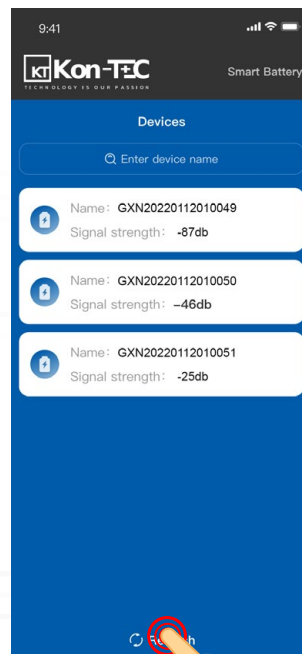 9:41
KT Kon-TEC
TECHNOLOGY IS OUR PASSION
Smart Battery
Devices
Enter device name
Name: GXN20220112010049
Signal strength: -87db
Name: GXN20220112010050
Signal strength: –46db
Name: GXN20220112010051
Signal strength: -25db